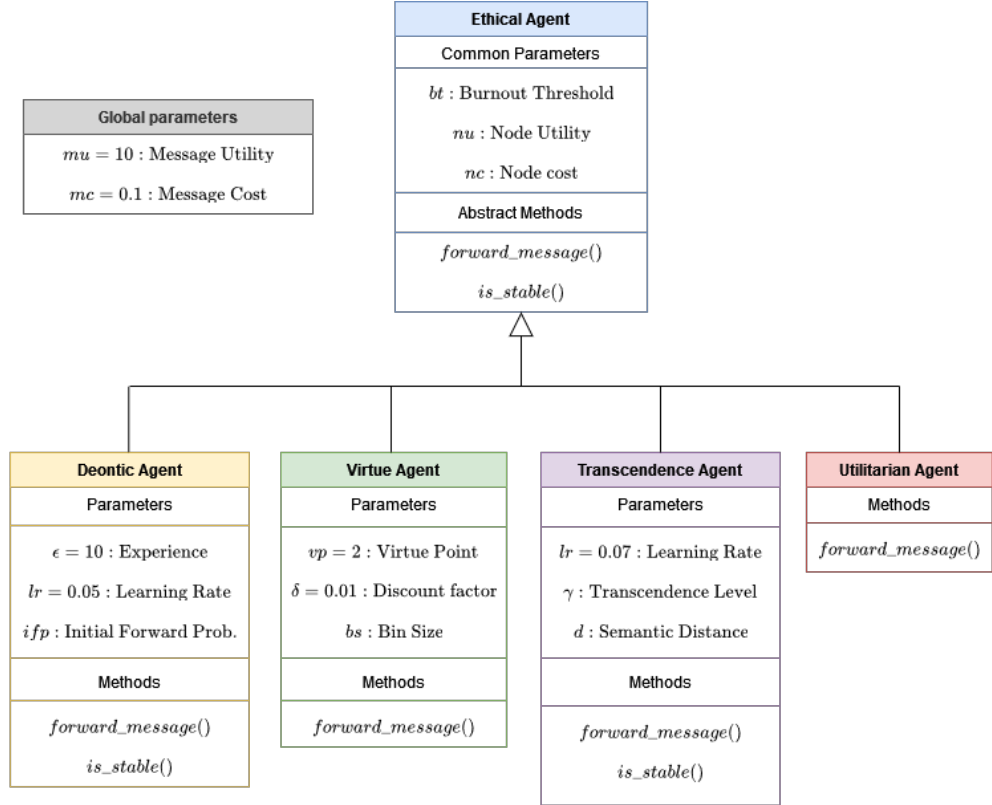 Ethical Agent
Common Parameters
bt : Burnout Threshold
nu : Node Utility
nc : Node cost
Abstract Methods
forward_message()
is_stable()
Global parameters
mu = 10 : Message Utility
mc = 0.1 : Message Cost
Deontic Agent
Parameters
ϵ = 10 : Experience
lr = 0.05 : Learning Rate
ifp : Initial Forward Prob.
Methods
forward_message()
is_stable()
Virtue Agent
Parameters
vp = 2 : Virtue Point
δ = 0.01 : Discount factor
bs : Bin Size
Methods
forward_message()
Transcendence Agent
Parameters
lr = 0.07 : Learning Rate
γ : Transcendence Level
d : Semantic Distance
Methods
forward_message()
is_stable()
Utilitarian Agent
Methods
forward_message()